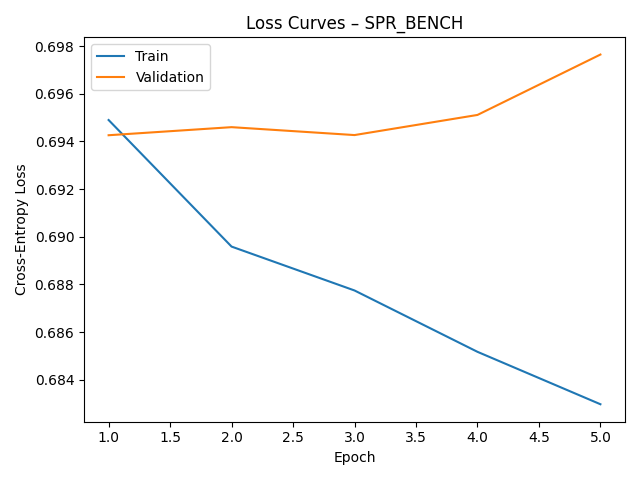 Loss Curves – SPR_BENCH
Train
Validation
Cross-Entropy Loss
0.698
0.696
0.694
0.692
0.690
0.688
0.686
0.684
1.0 1.5 2.0 2.5 3.0 3.5 4.0 4.5 5.0
Epoch